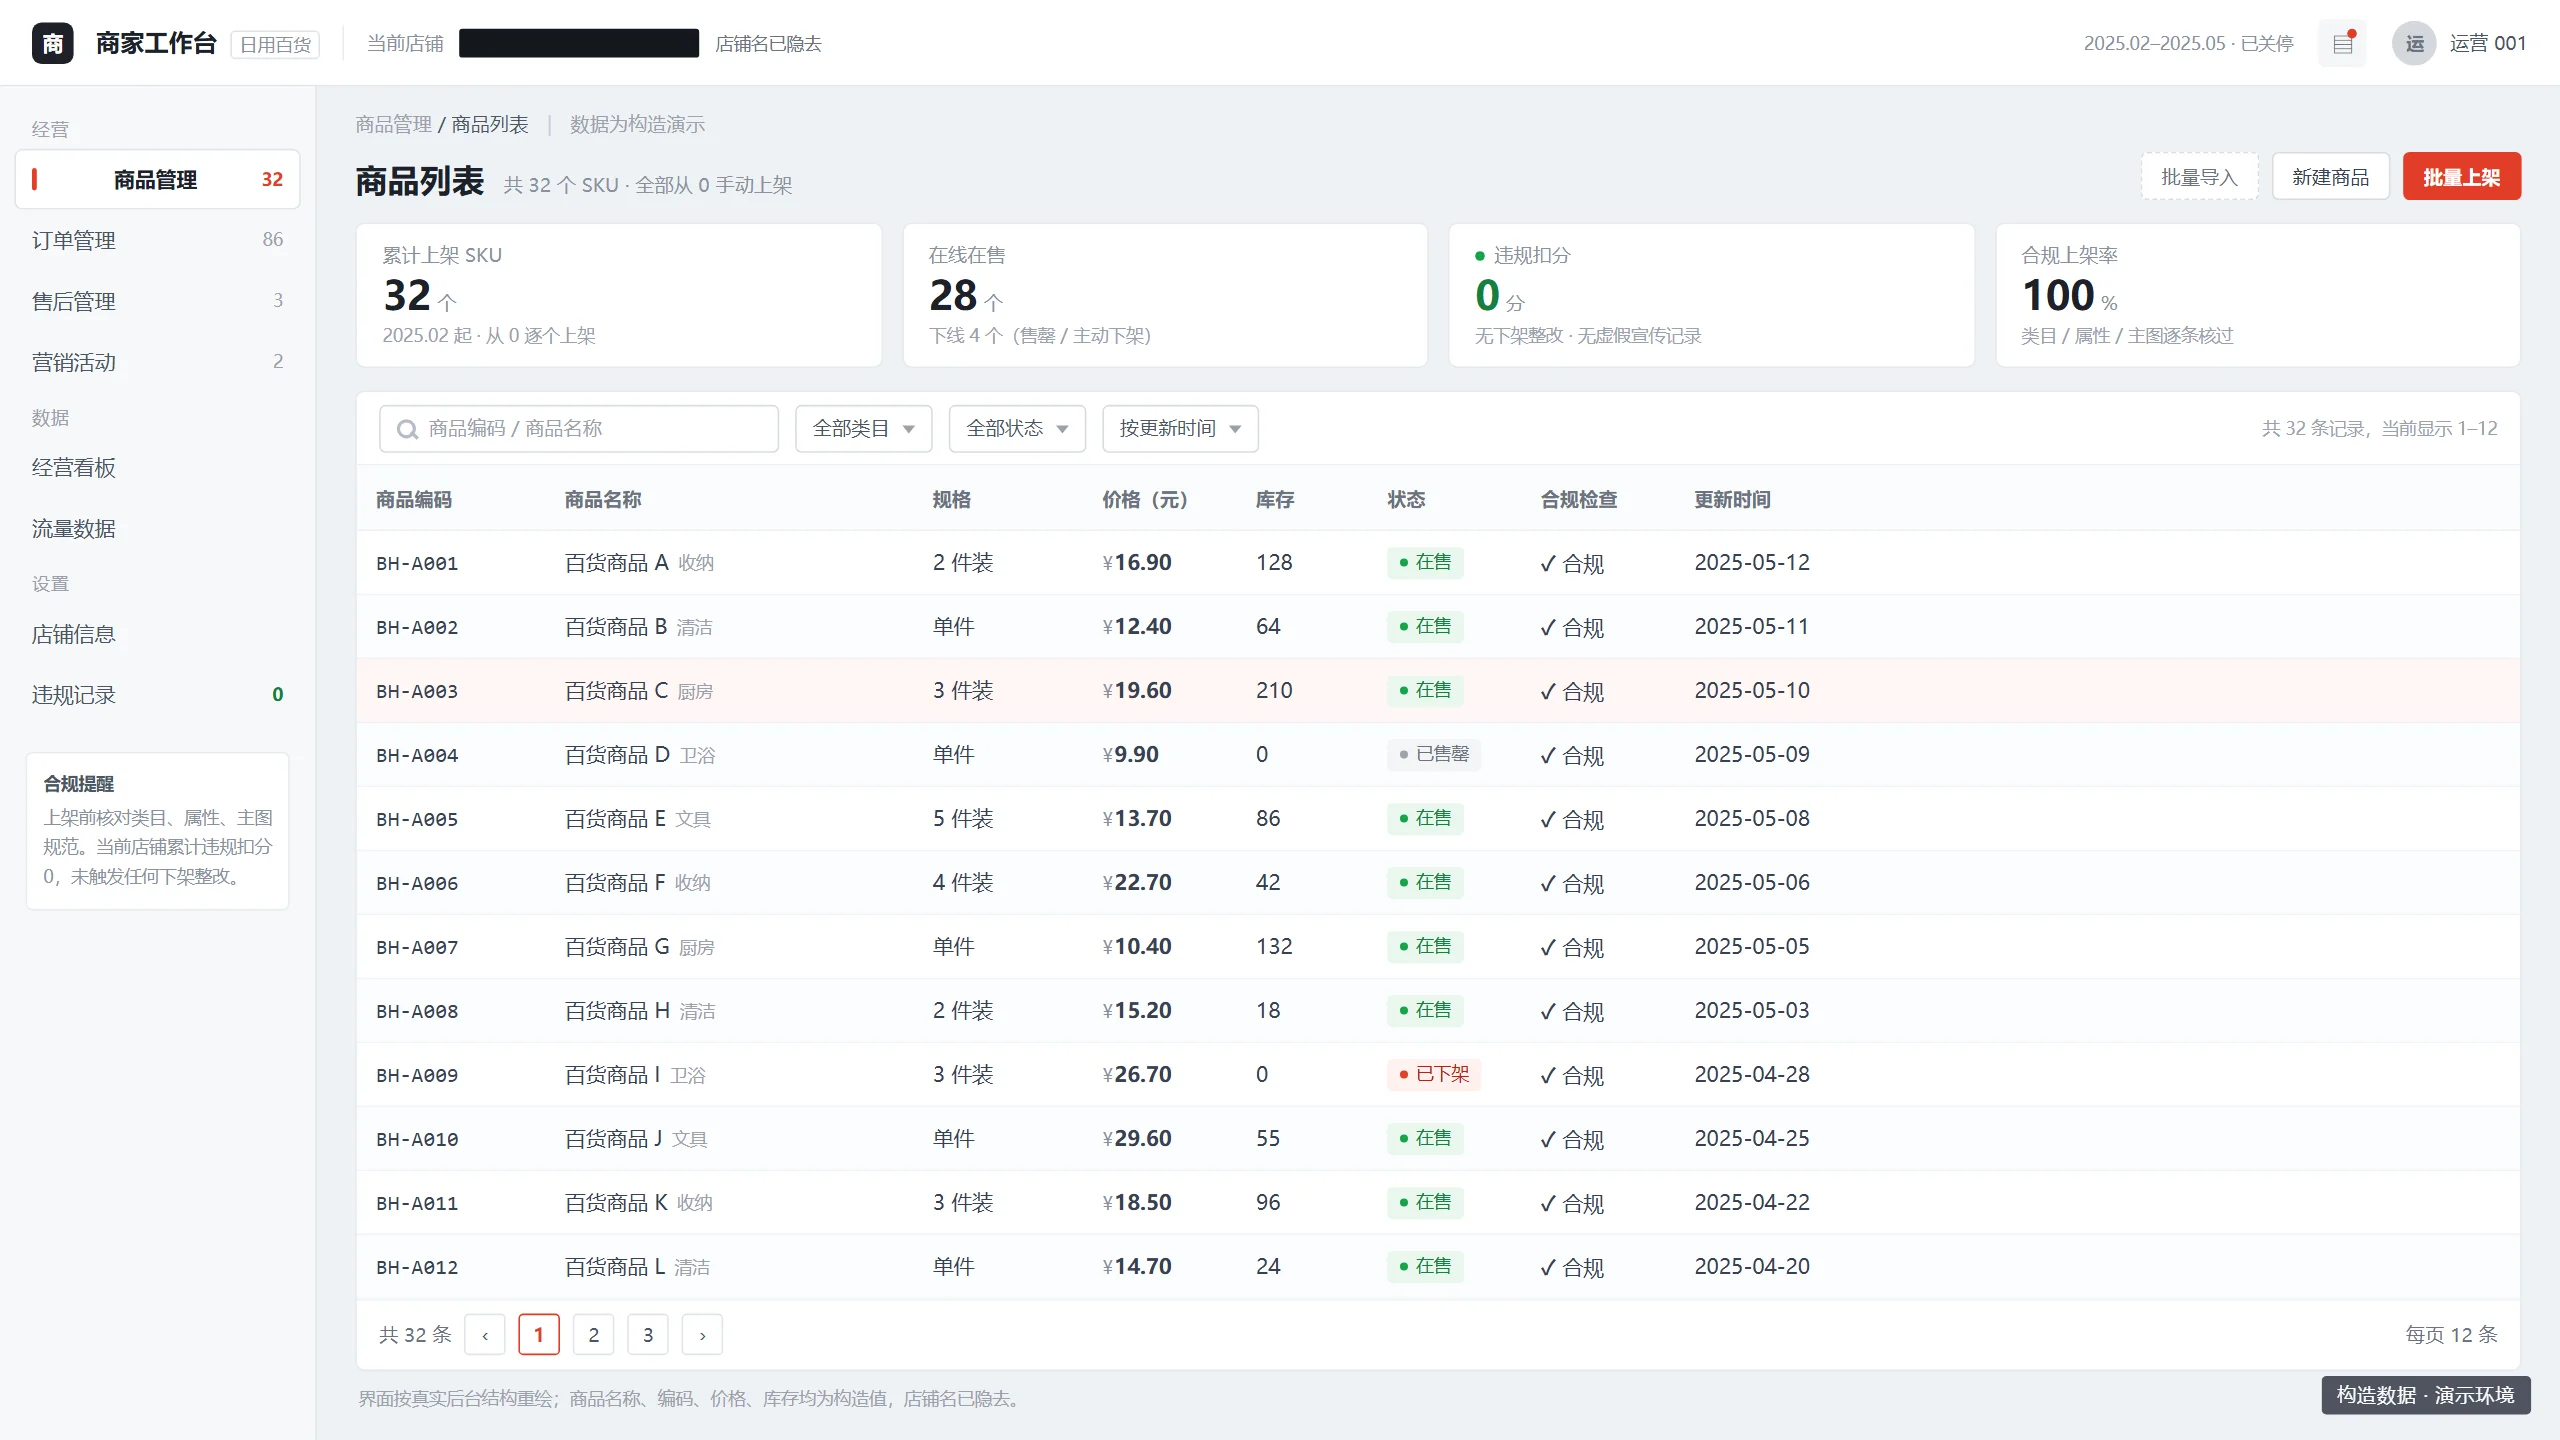 商 商家工作台 日用百货 当前店铺 店铺名已隐去 2025.02–2025.05 · 已关停 运 运营 001
经营
商品管理 32
订单管理 86
售后管理 3
营销活动 2
数据
经营看板
流量数据
设置
店铺信息
违规记录 0
合规提醒
上架前核对类目、属性、主图
规范。当前店铺累计违规扣分
0，未触发任何下架整改。
商品管理 / 商品列表 | 数据为构造演示
商品列表 共 32 个 SKU · 全部从 0 手动上架 批量导入 新建商品 批量上架
累计上架 SKU
32 个
2025.02 起 · 从 0 逐个上架
在线在售
28 个
下线 4 个（售罄 / 主动下架）
违规扣分
0 分
无下架整改 · 无虚假宣传记录
合规上架率
100 %
类目 / 属性 / 主图逐条核过
商品编码 / 商品名称 全部类目 全部状态 按更新时间 共 32 条记录，当前显示 1–12
商品编码 商品名称 规格 价格（元） 库存 状态 合规检查 更新时间
BH-A001 百货商品 A 收纳 2 件装 ¥16.90 128 在售 ✓ 合规 2025-05-12
BH-A002 百货商品 B 清洁 单件 ¥12.40 64 在售 ✓ 合规 2025-05-11
BH-A003 百货商品 C 厨房 3 件装 ¥19.60 210 在售 ✓ 合规 2025-05-10
BH-A004 百货商品 D 卫浴 单件 ¥9.90 0 已售罄 ✓ 合规 2025-05-09
BH-A005 百货商品 E 文具 5 件装 ¥13.70 86 在售 ✓ 合规 2025-05-08
BH-A006 百货商品 F 收纳 4 件装 ¥22.70 42 在售 ✓ 合规 2025-05-06
BH-A007 百货商品 G 厨房 单件 ¥10.40 132 在售 ✓ 合规 2025-05-05
BH-A008 百货商品 H 清洁 2 件装 ¥15.20 18 在售 ✓ 合规 2025-05-03
BH-A009 百货商品 I 卫浴 3 件装 ¥26.70 0 已下架 ✓ 合规 2025-04-28
BH-A010 百货商品 J 文具 单件 ¥29.60 55 在售 ✓ 合规 2025-04-25
BH-A011 百货商品 K 收纳 3 件装 ¥18.50 96 在售 ✓ 合规 2025-04-22
BH-A012 百货商品 L 清洁 单件 ¥14.70 24 在售 ✓ 合规 2025-04-20
共 32 条 ‹ 1 2 3 › 每页 12 条
界面按真实后台结构重绘；商品名称、编码、价格、库存均为构造值，店铺名已隐去。
构造数据 · 演示环境